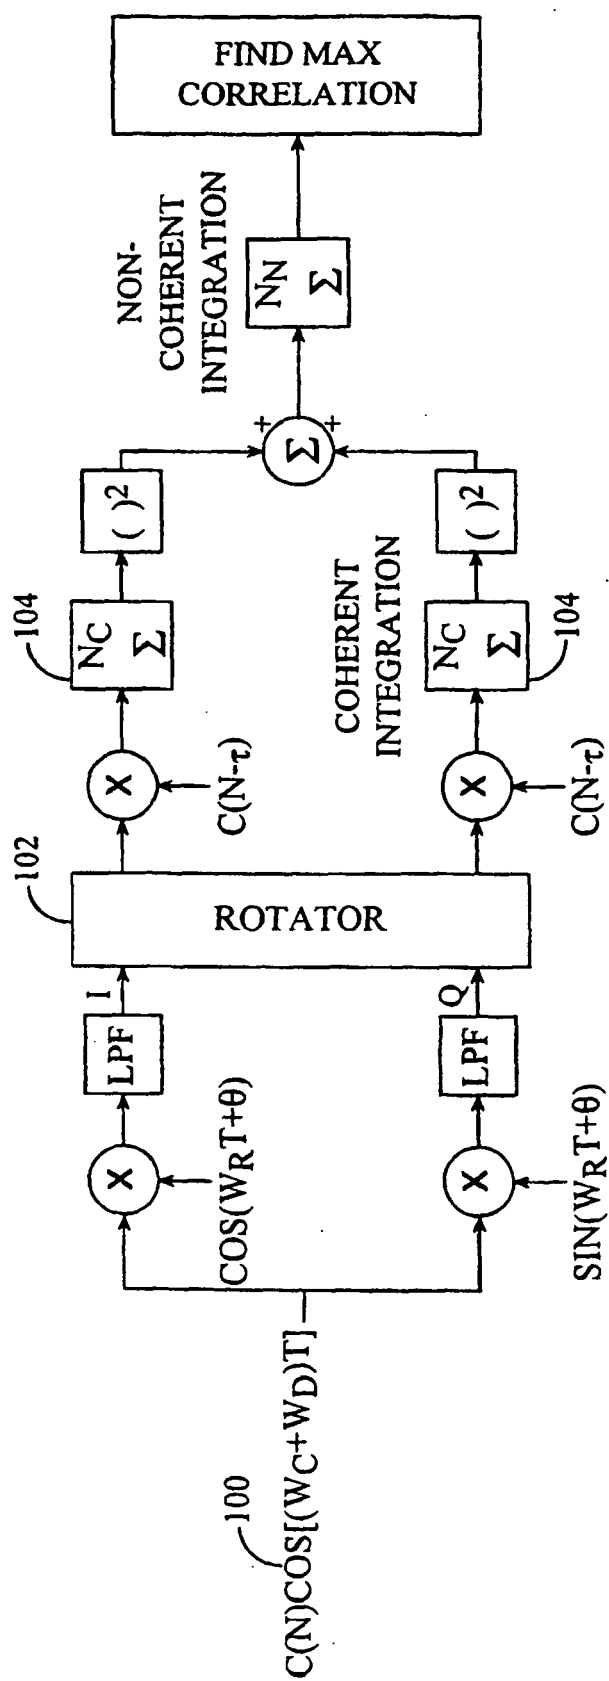 C(N)COS[(W_C+W_D)T]
100
X
COS(W_RT+θ)
LPF
I
X
SIN(W_RT+θ)
LPF
Q
ROTATOR
102
X
C(N-τ)
N_C
Σ
104
( )²
X
C(N-τ)
COHERENT
INTEGRATION
N_C
Σ
104
( )²
+
Σ
+
NON-
COHERENT
INTEGRATION
N_N
Σ
FIND MAX
CORRELATION